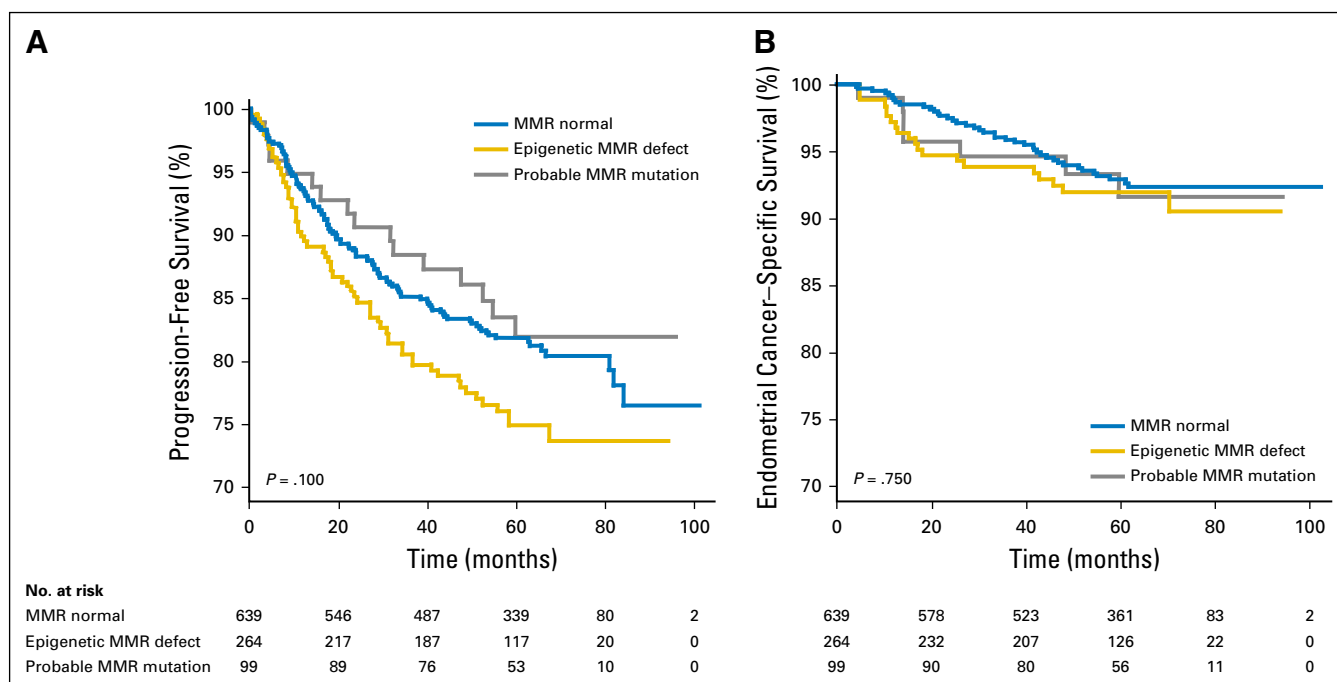 A
Progression-Free Survival (%)
100
95
90
85
80
75
70
MMR normal
Epigenetic MMR defect
Probable MMR mutation
P = .100
0 20 40 60 80 100
Time (months)
B
Endometrial Cancer–Specific Survival (%)
100
95
90
85
80
75
70
MMR normal
Epigenetic MMR defect
Probable MMR mutation
P = .750
0 20 40 60 80 100
Time (months)
No. at risk
MMR normal 639 546 487 339 80 2 639 578 523 361 83 2
Epigenetic MMR defect 264 217 187 117 20 0 264 232 207 126 22 0
Probable MMR mutation 99 89 76 53 10 0 99 90 80 56 11 0